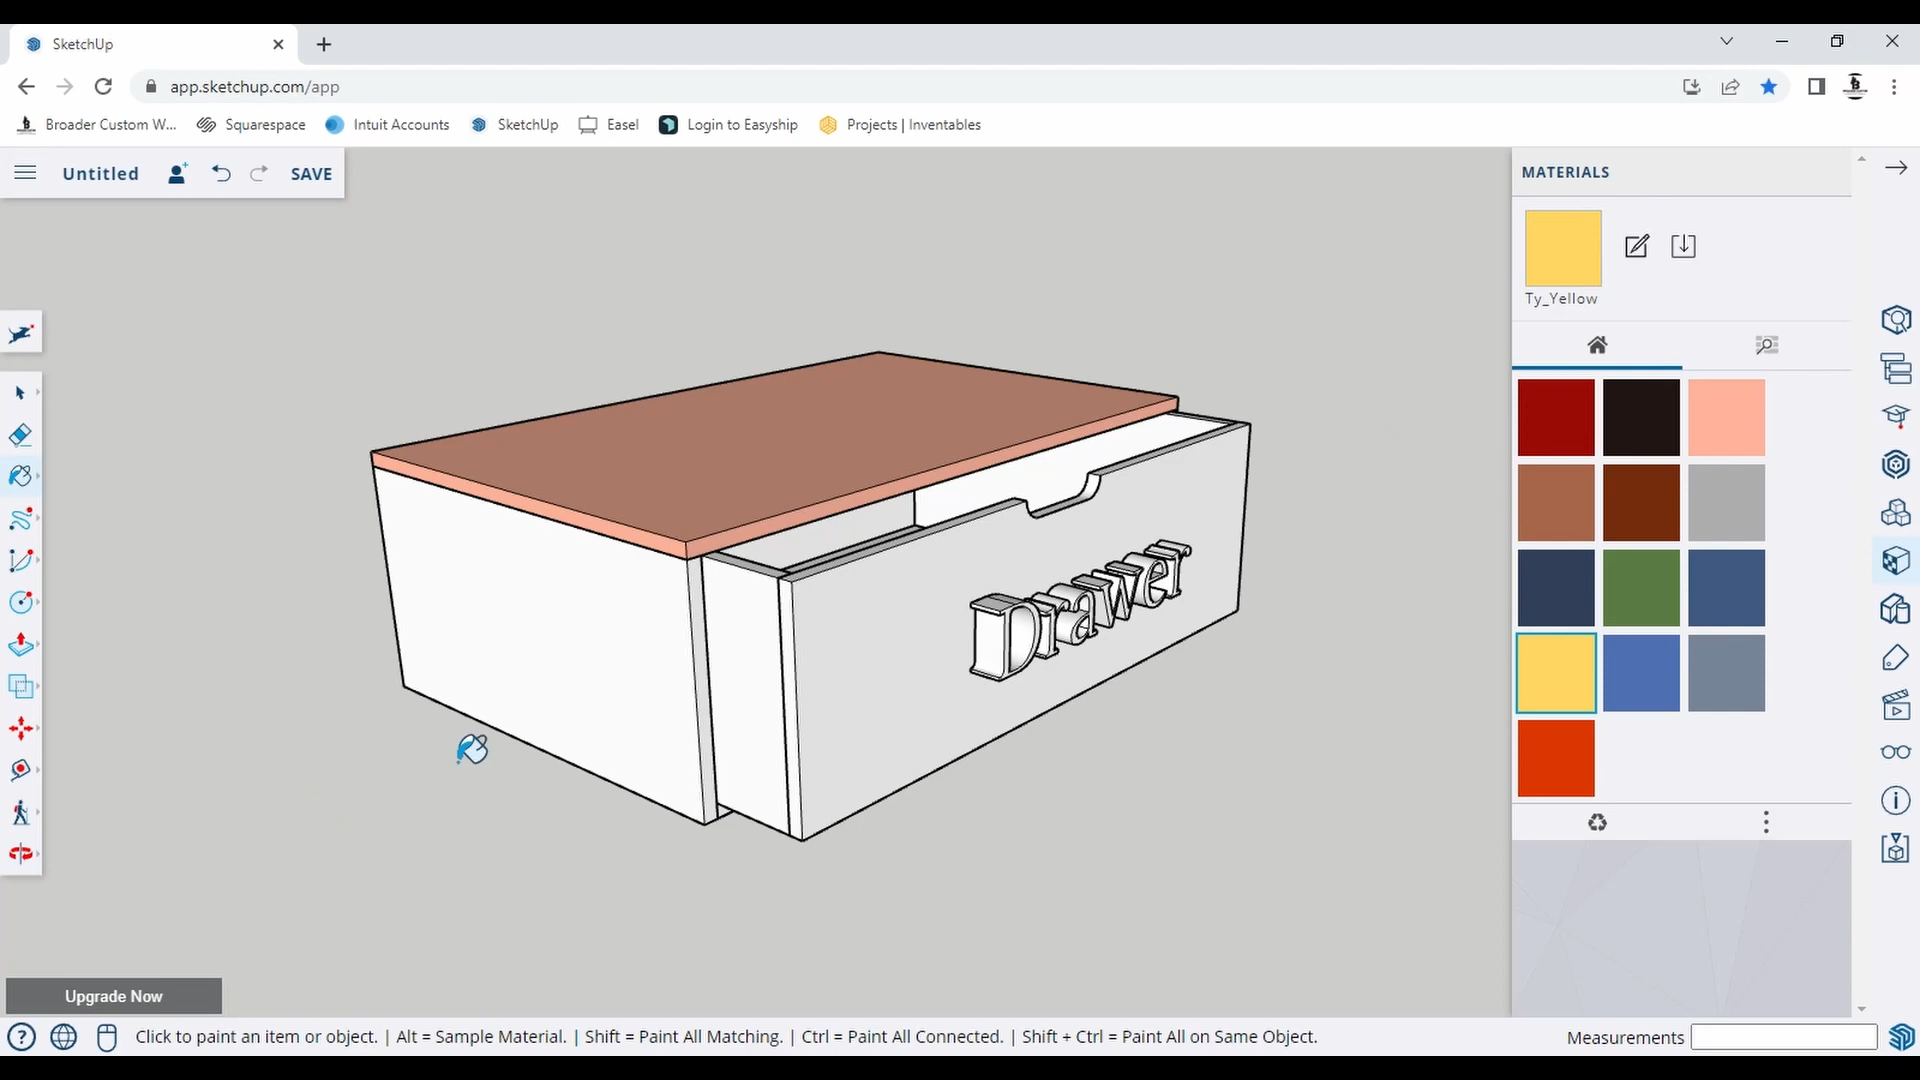 SketchUp
app.sketchup.com/app
Broader Custom W... Squarespace Intuit Accounts SketchUp Easel Login to Easyship Projects | Inventables
Untitled SAVE
MATERIALS
Ty_Yellow
Drawer
Upgrade Now
Click to paint an item or object. | Alt = Sample Material. | Shift = Paint All Matching. | Ctrl = Paint All Connected. | Shift + Ctrl = Paint All on Same Object.
Measurements